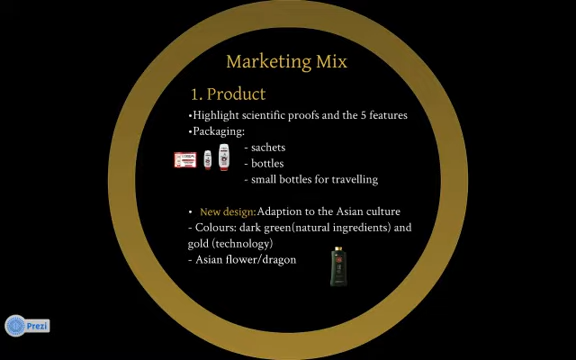 Marketing Mix
1. Product
•Highlight scientific proofs and the 5 features
•Packaging:
- sachets
- bottles
- small bottles for travelling
• New design:Adaption to the Asian culture
- Colours: dark green(natural ingredients) and
gold (technology)
- Asian flower/dragon
Prezi